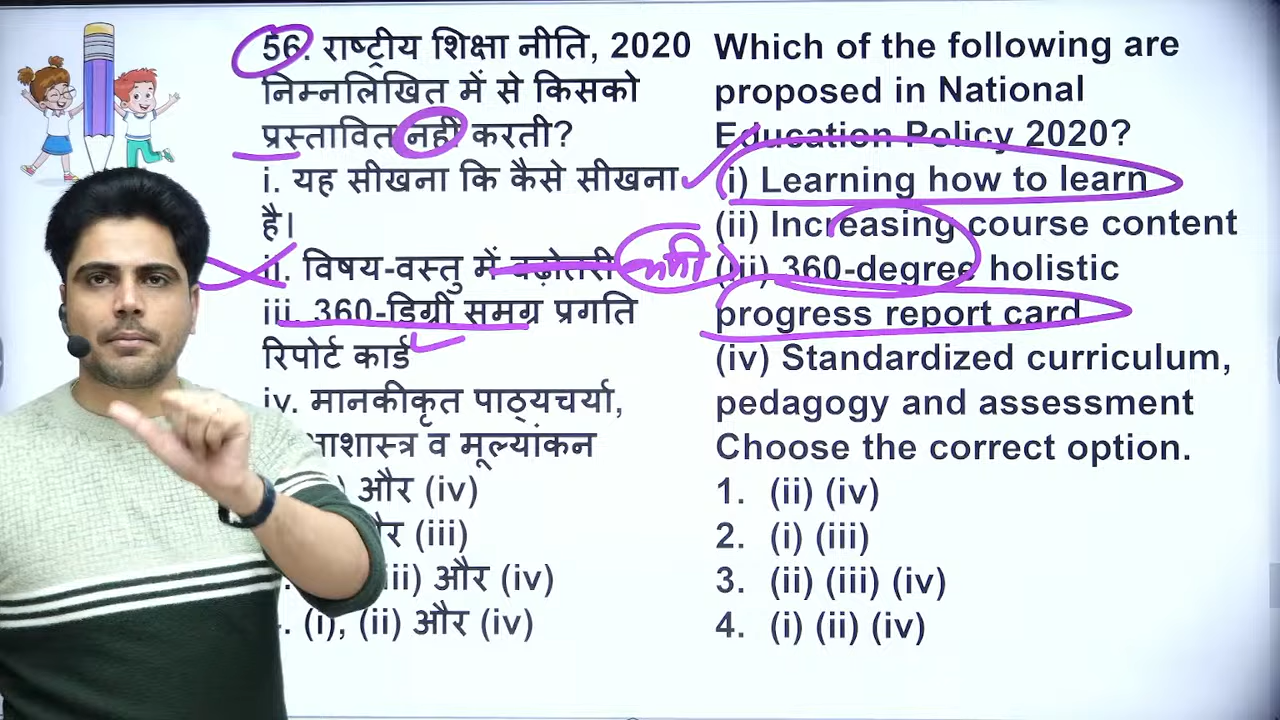 56. राष्ट्रीय शिक्षा नीति, 2020
निम्नलिखित में से किसको
प्रस्तावित नहीं करती?
i. यह सीखना कि कैसे सीखना
है।
ii. विषय-वस्तु में बढ़ोतरी
iii. 360-डिग्री समग्र प्रगति
रिपोर्ट कार्ड
iv. मानकीकृत पाठ्यचर्या,
व मूल्यांकन
और (iv)
(iii)
और (iv)
(i), (ii) और (iv)
Which of the following are
proposed in National
Education Policy 2020?
(i) Learning how to learn
(ii) Increasing course content
(iii) 360-degree holistic
progress report card
(iv) Standardized curriculum,
pedagogy and assessment
Choose the correct option.
1. (ii) (iv)
2. (i) (iii)
3. (ii) (iii) (iv)
4. (i) (ii) (iv)